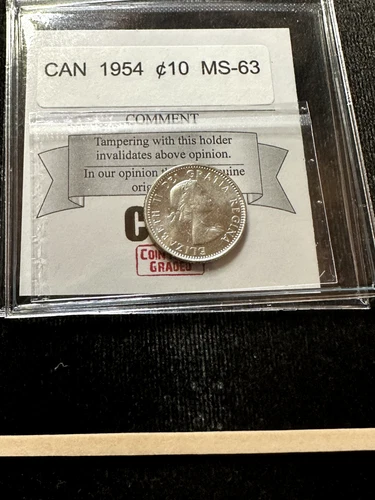 CAN 1954 ¢10 MS-63
COMMENT
Tampering with this holder
invalidates above opinion.
In our opinion
ELIZABETH II GRATIA REGINA
COIN
GRADED